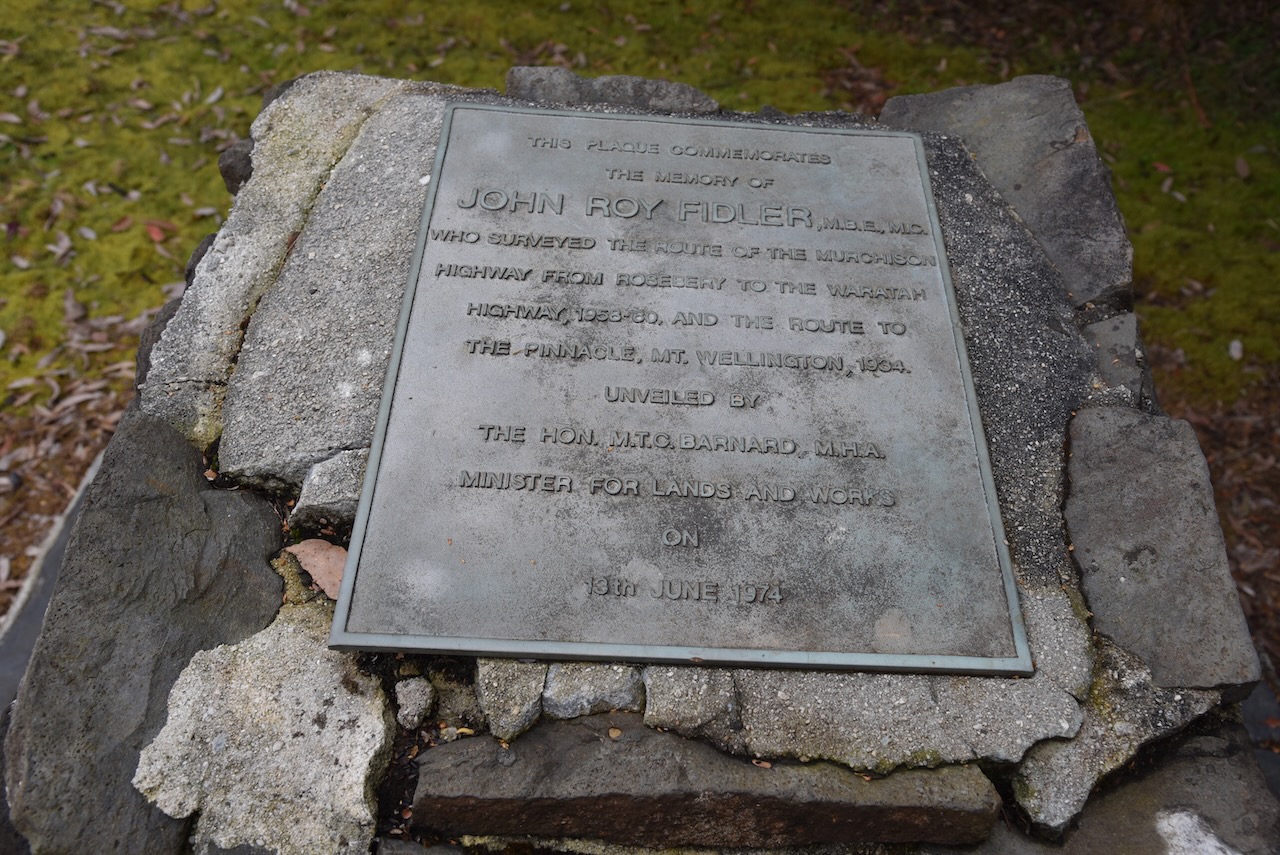 THIS PLAQUE COMMEMORATES
THE MEMORY OF
JOHN ROY FIDLER, M.B.E., M.C.
WHO SURVEYED THE ROUTE OF THE MURCHISON
HIGHWAY FROM ROSEBERY TO THE WARATAH
HIGHWAY, 1958-60, AND THE ROUTE TO
THE PINNACLE, MT. WELLINGTON, 1934.
UNVEILED BY
THE HON. M.T.C. BARNARD, M.H.A.
MINISTER FOR LANDS AND WORKS
ON
13th JUNE 1974